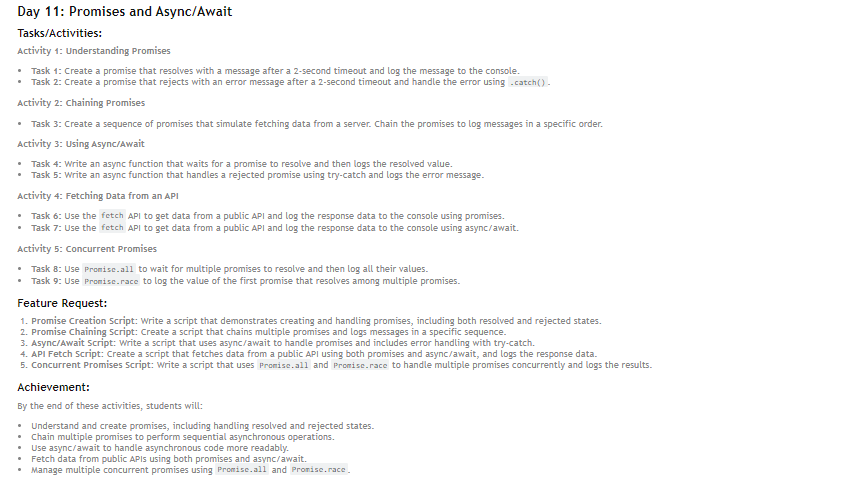 Day 11: Promises and Async/Await
Tasks/Activities:
Activity 1: Understanding Promises
• Task 1: Create a promise that resolves with a message after a 2-second timeout and log the message to the console.
• Task 2: Create a promise that rejects with an error message after a 2-second timeout and handle the error using .catch().
Activity 2: Chaining Promises
• Task 3: Create a sequence of promises that simulate fetching data from a server. Chain the promises to log messages in a specific order.
Activity 3: Using Async/Await
• Task 4: Write an async function that waits for a promise to resolve and then logs the resolved value.
• Task 5: Write an async function that handles a rejected promise using try-catch and logs the error message.
Activity 4: Fetching Data from an API
• Task 6: Use the fetch API to get data from a public API and log the response data to the console using promises.
• Task 7: Use the fetch API to get data from a public API and log the response data to the console using async/await.
Activity 5: Concurrent Promises
• Task 8: Use Promise.all to wait for multiple promises to resolve and then log all their values.
• Task 9: Use Promise.race to log the value of the first promise that resolves among multiple promises.
Feature Request:
1. Promise Creation Script: Write a script that demonstrates creating and handling promises, including both resolved and rejected states.
2. Promise Chaining Script: Create a script that chains multiple promises and logs messages in a specific sequence.
3. Async/Await Script: Write a script that uses async/await to handle promises and includes error handling with try-catch.
4. API Fetch Script: Create a script that fetches data from a public API using both promises and async/await, and logs the response data.
5. Concurrent Promises Script: Write a script that uses Promise.all and Promise.race to handle multiple promises concurrently and logs the results.
Achievement:
By the end of these activities, students will:
• Understand and create promises, including handling resolved and rejected states.
• Chain multiple promises to perform sequential asynchronous operations.
• Use async/await to handle asynchronous code more readably.
• Fetch data from public APIs using both promises and async/await.
• Manage multiple concurrent promises using Promise.all and Promise.race.